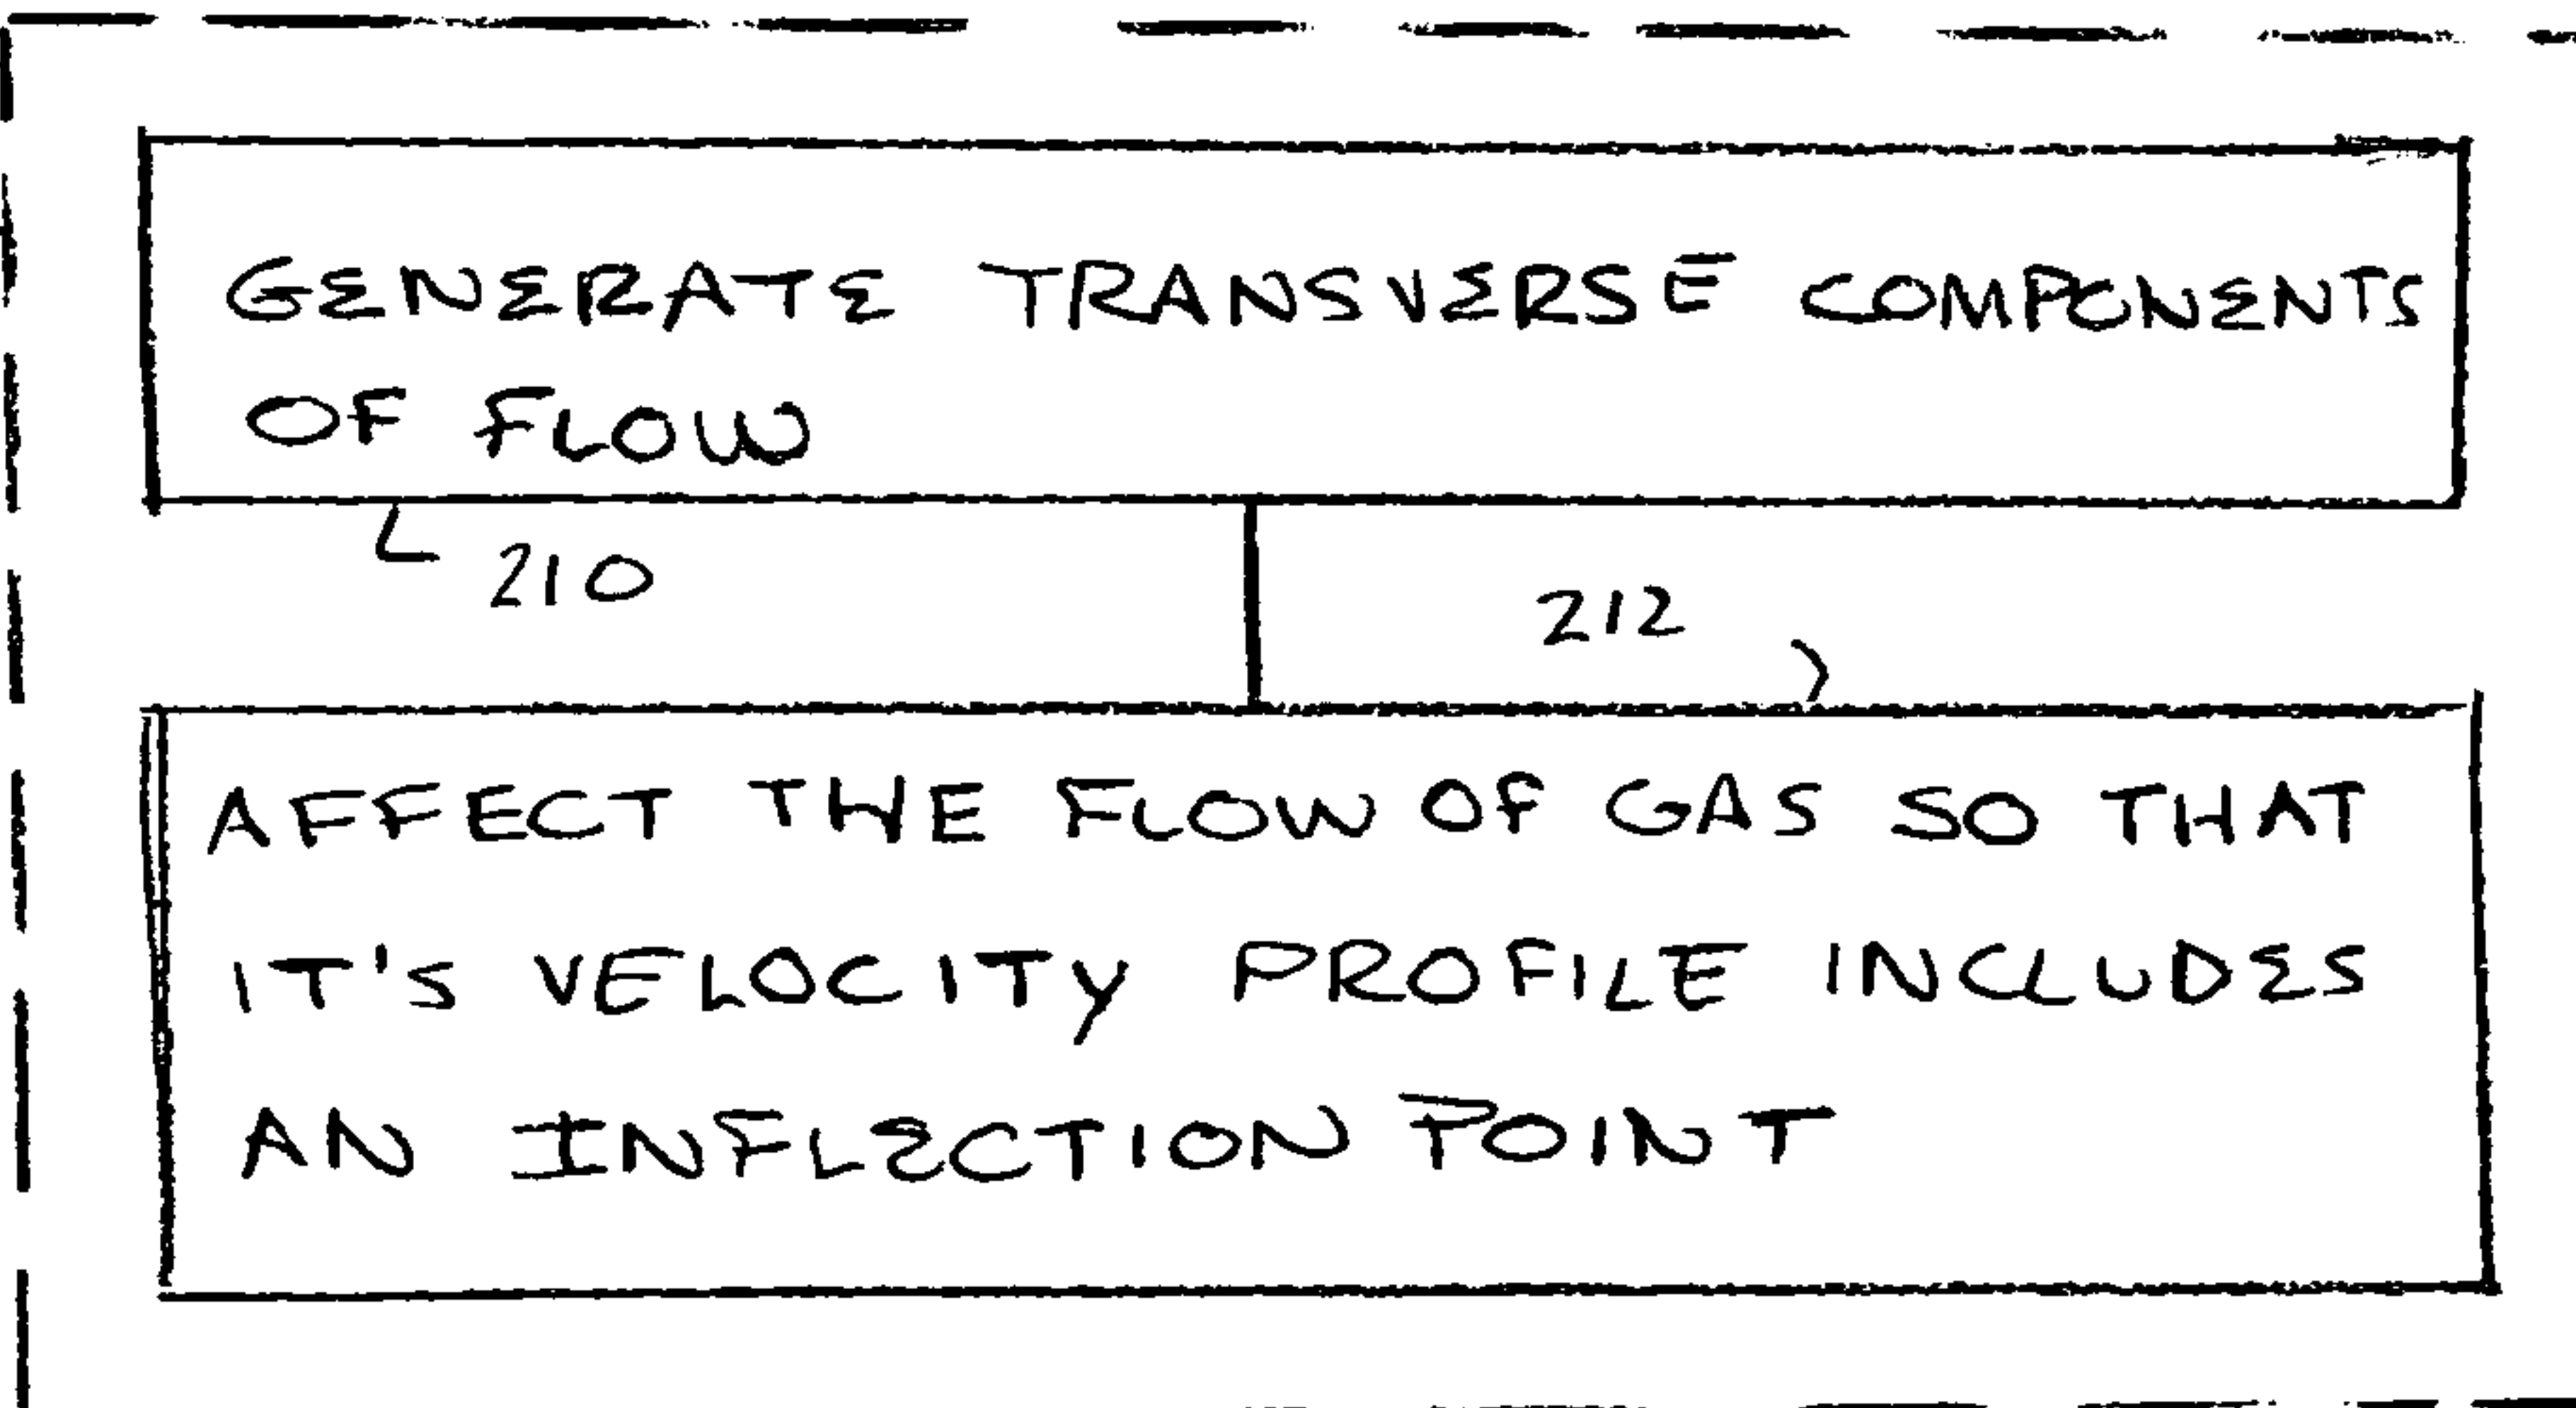 GENERATE TRANSVERSE COMPONENTS
OF FLOW
210
212
AFFECT THE FLOW OF GAS SO THAT
IT'S VELOCITY PROFILE INCLUDES
AN INFLECTION POINT